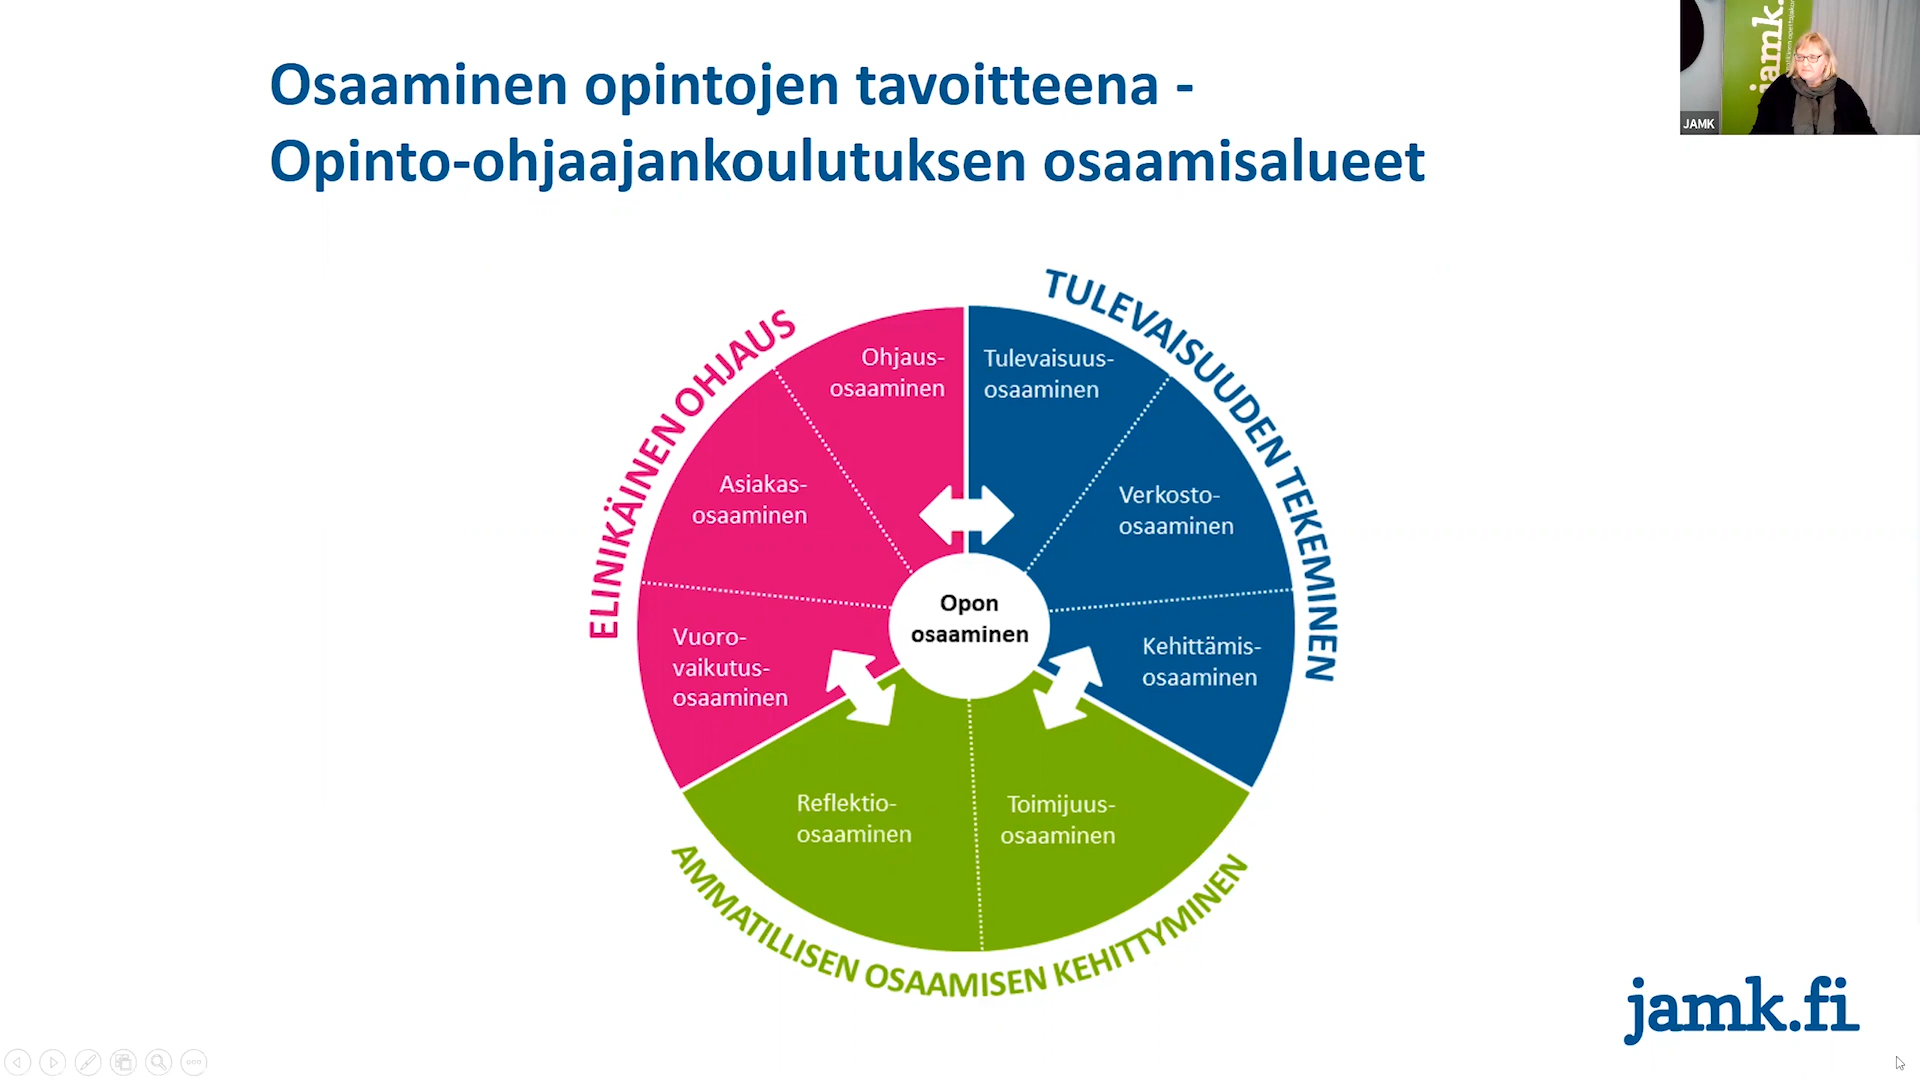 Osaaminen opintojen tavoitteena -
Opinto-ohjaajankoulutuksen osaamisalueet
jamk.
JAMK
ELINIKÄINEN OHJAUS
TULEVAISUUDEN TEKEMINEN
Ohjaus-
osaaminen
Tulevaisuus-
osaaminen
Asiakas-
osaaminen
Verkosto-
osaaminen
Opon
osaaminen
Vuoro-
vaikutus-
osaaminen
Kehittämis-
osaaminen
Reflektio-
osaaminen
Toimijuus-
osaaminen
AMMATILLISEN OSAAMISEN KEHITTYMINEN
jamk.fi